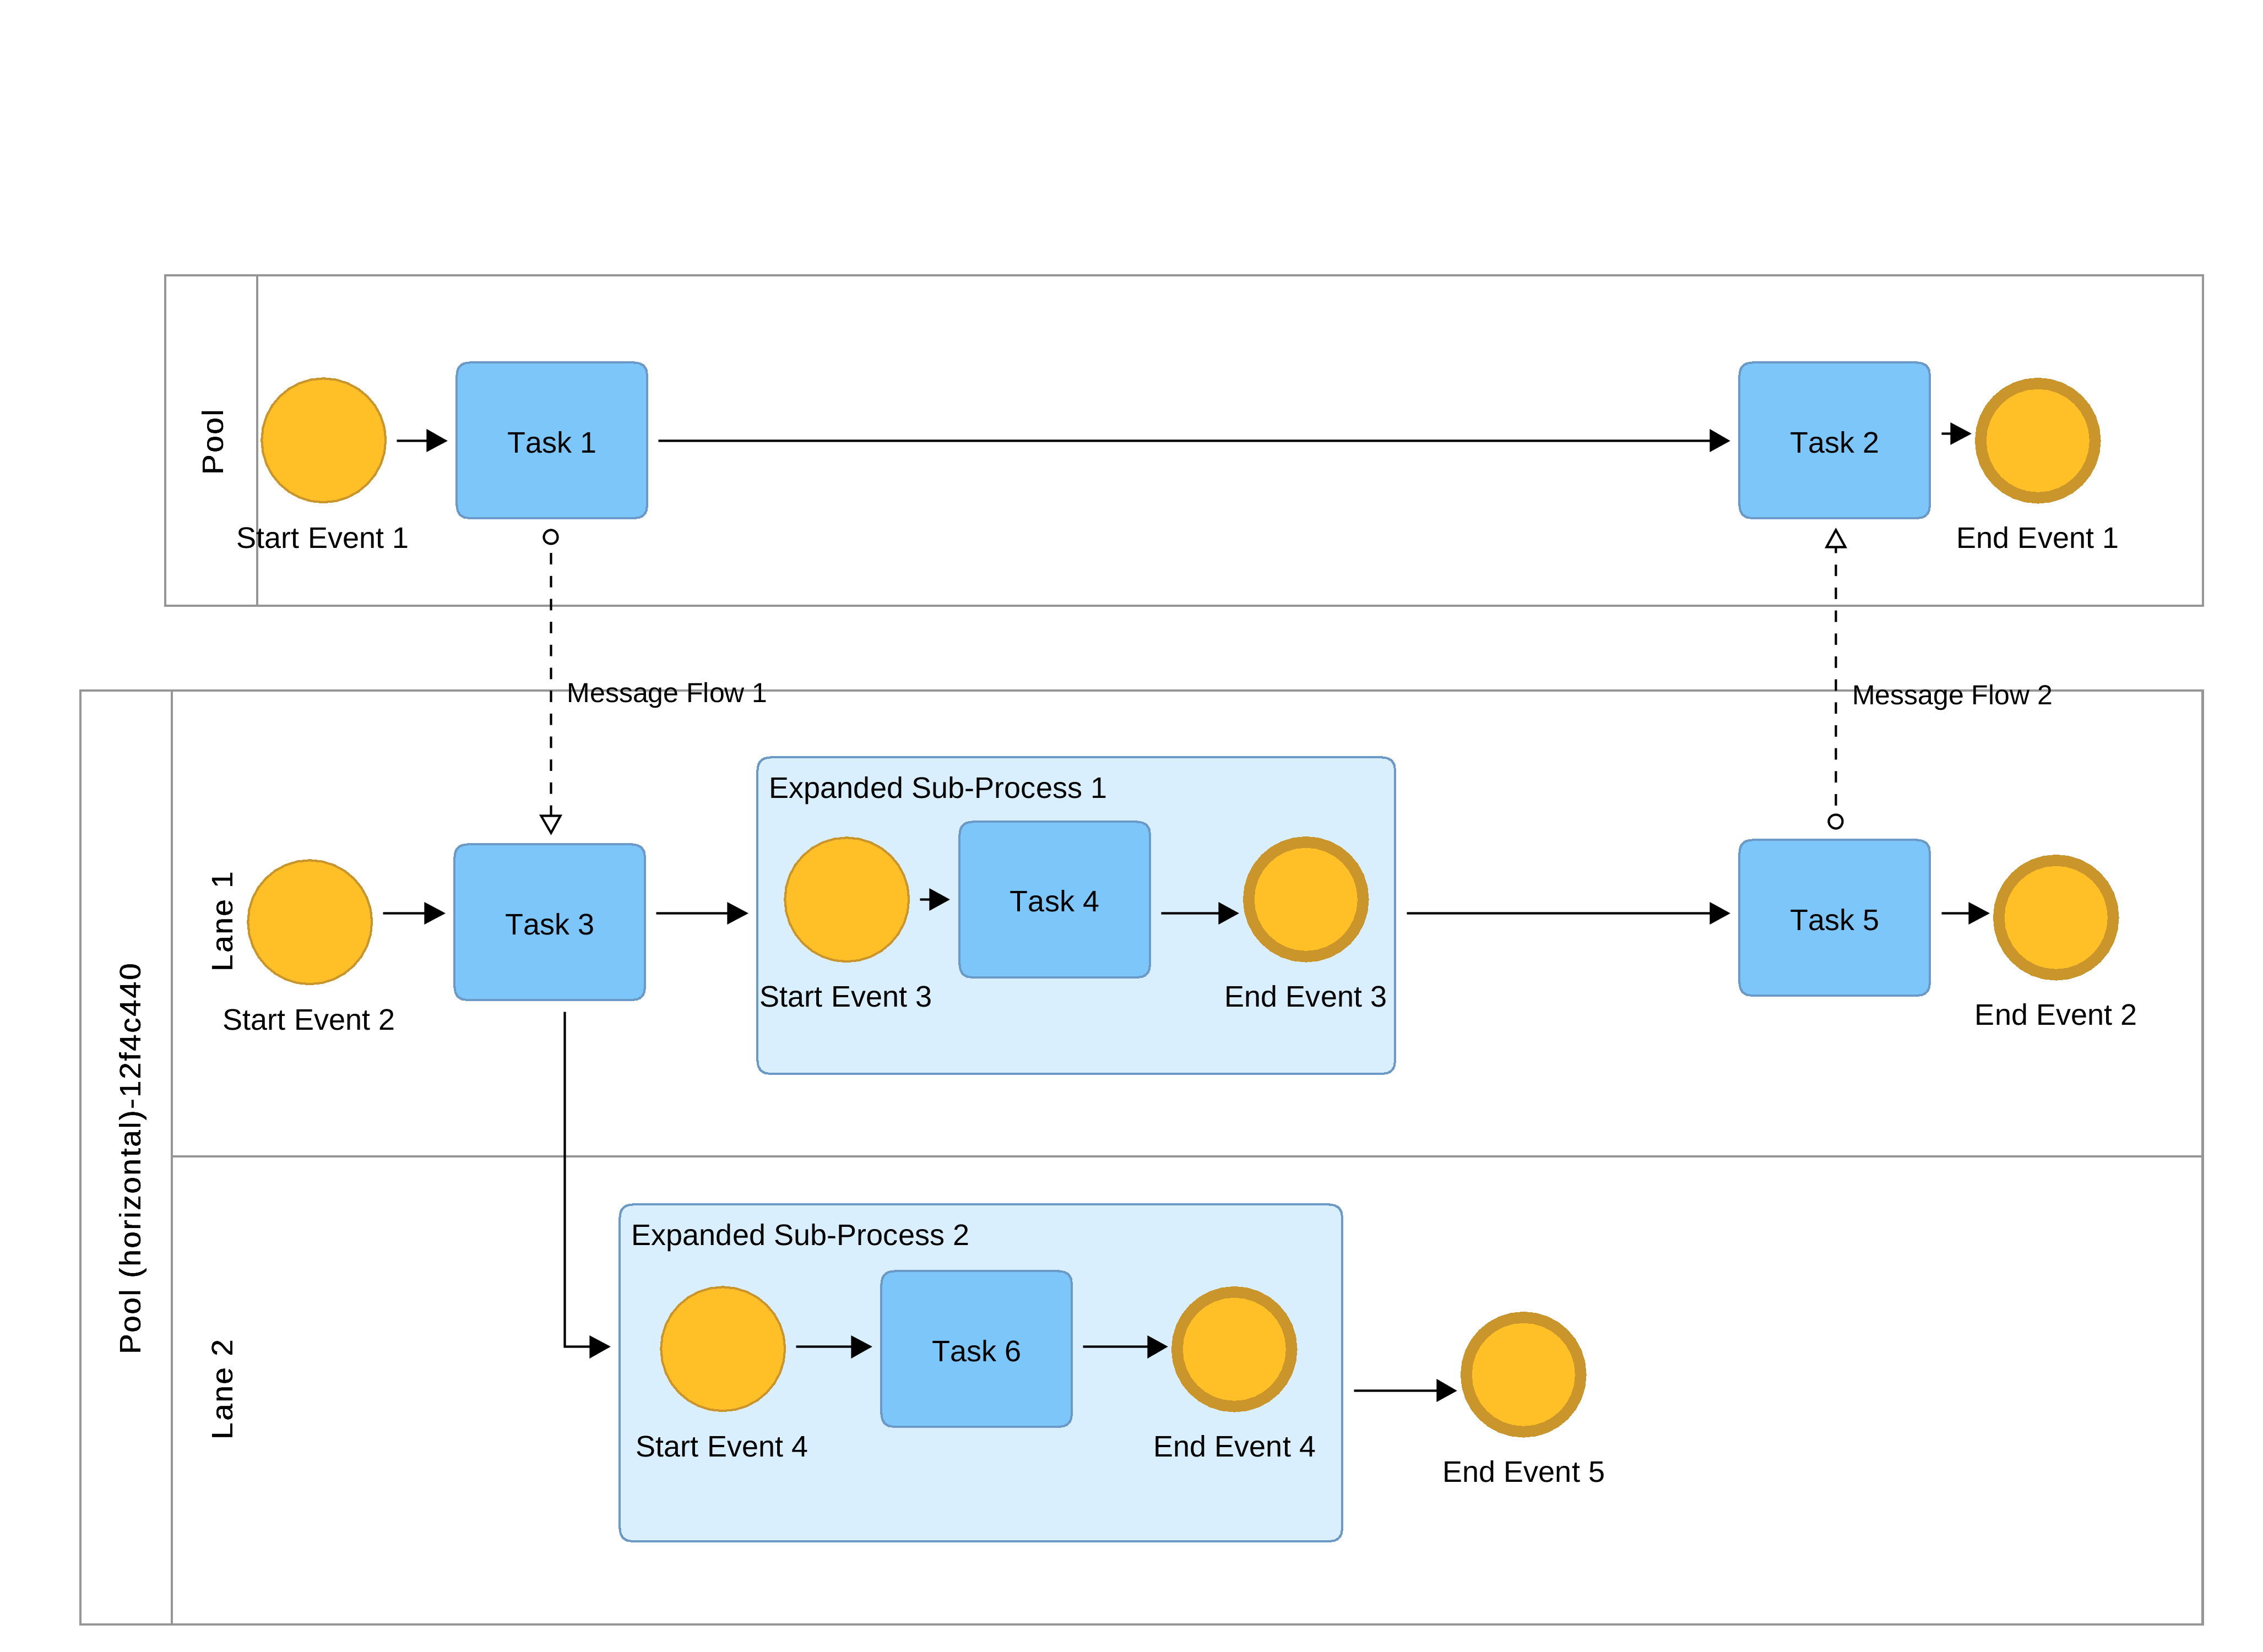 Pool
Task 1
Task 2
Start Event 1
End Event 1
Message Flow 1
Message Flow 2
Pool (horizontal)-12f4c440
Lane 1
Expanded Sub-Process 1
Task 3
Task 4
Task 5
Start Event 2
Start Event 3
End Event 3
End Event 2
Lane 2
Expanded Sub-Process 2
Task 6
Start Event 4
End Event 4
End Event 5